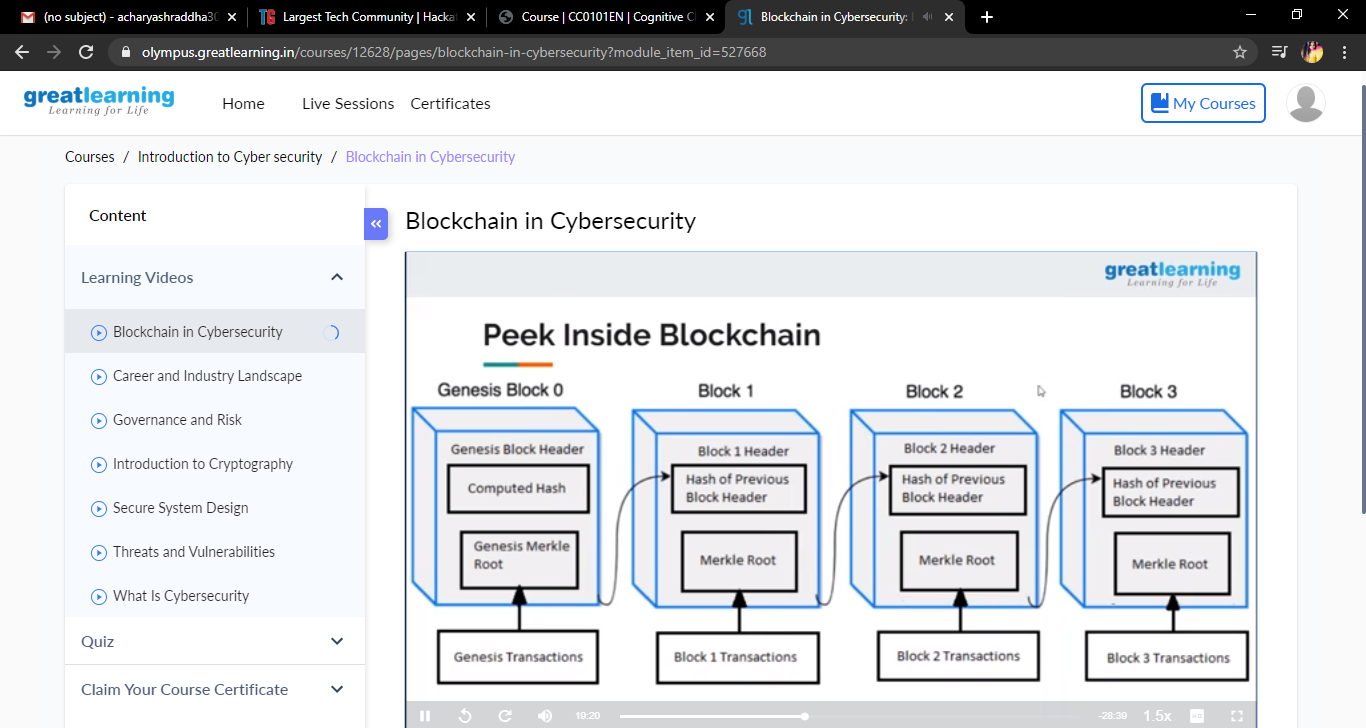 (no subject) - acharyashraddha30
Largest Tech Community | Hacka
Course | CC0101EN | Cognitive Cl
Blockchain in Cybersecurity:
olympus.greatlearning.in/courses/12628/pages/blockchain-in-cybersecurity?module_item_id=527668
greatlearning
Learning for Life
Home
Live Sessions
Certificates
My Courses
Courses / Introduction to Cyber security / Blockchain in Cybersecurity
Content
Learning Videos
Blockchain in Cybersecurity
Career and Industry Landscape
Governance and Risk
Introduction to Cryptography
Secure System Design
Threats and Vulnerabilities
What Is Cybersecurity
Quiz
Claim Your Course Certificate
Blockchain in Cybersecurity
greatlearning
Learning for Life
Peek Inside Blockchain
Genesis Block 0
Genesis Block Header
Computed Hash
Genesis Merkle
Root
Genesis Transactions
Block 1
Block 1 Header
Hash of Previous
Block Header
Merkle Root
Block 1 Transactions
Block 2
Block 2 Header
Hash of Previous
Block Header
Merkle Root
Block 2 Transactions
Block 3
Block 3 Header
Hash of Previous
Block Header
Merkle Root
Block 3 Transactions
19:20
-28:39
1.5x
HD